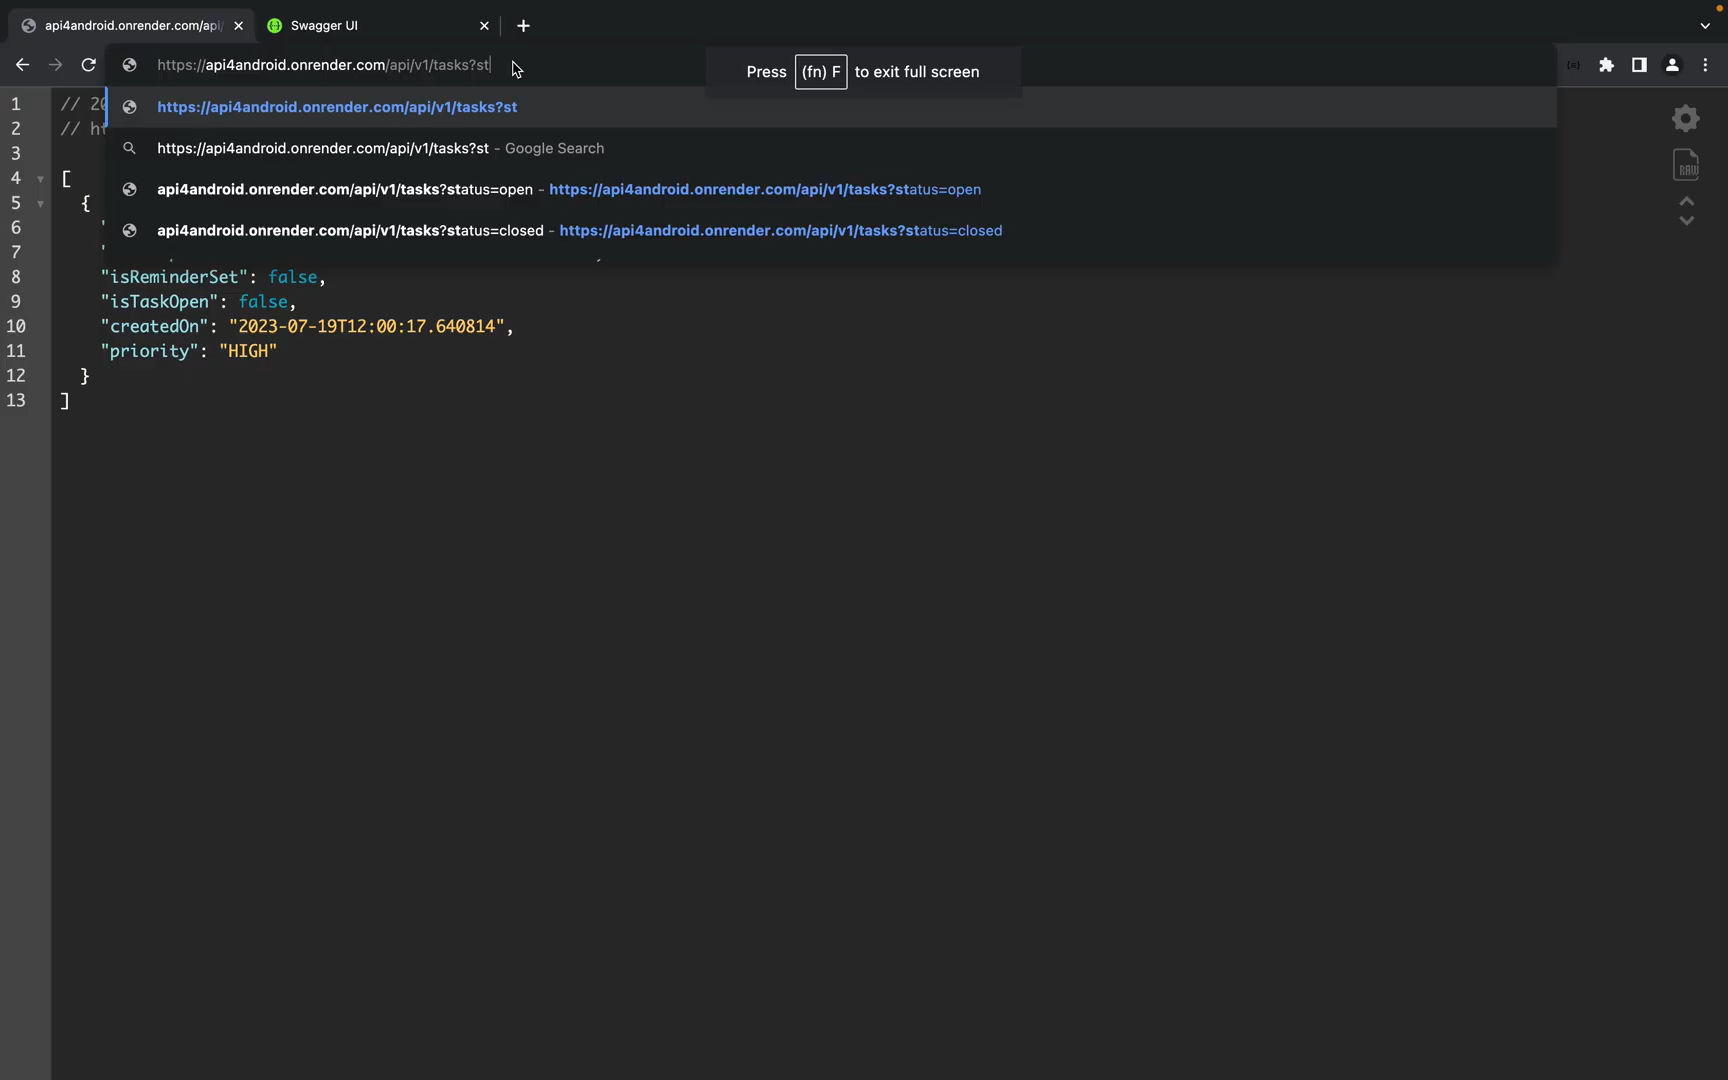 api4android.onrender.com/api/
Swagger UI
https://api4android.onrender.com/api/v1/tasks?st
Press (fn) F to exit full screen
https://api4android.onrender.com/api/v1/tasks?st
https://api4android.onrender.com/api/v1/tasks?st - Google Search
api4android.onrender.com/api/v1/tasks?status=open - https://api4android.onrender.com/api/v1/tasks?status=open
api4android.onrender.com/api/v1/tasks?status=closed - https://api4android.onrender.com/api/v1/tasks?status=closed
RAW
1 // 20
2 // ht
3
4 [
5 {
6 "
7
8 "isReminderSet": false,
9 "isTaskOpen": false,
10 "createdOn": "2023-07-19T12:00:17.640814",
11 "priority": "HIGH"
12 }
13 ]